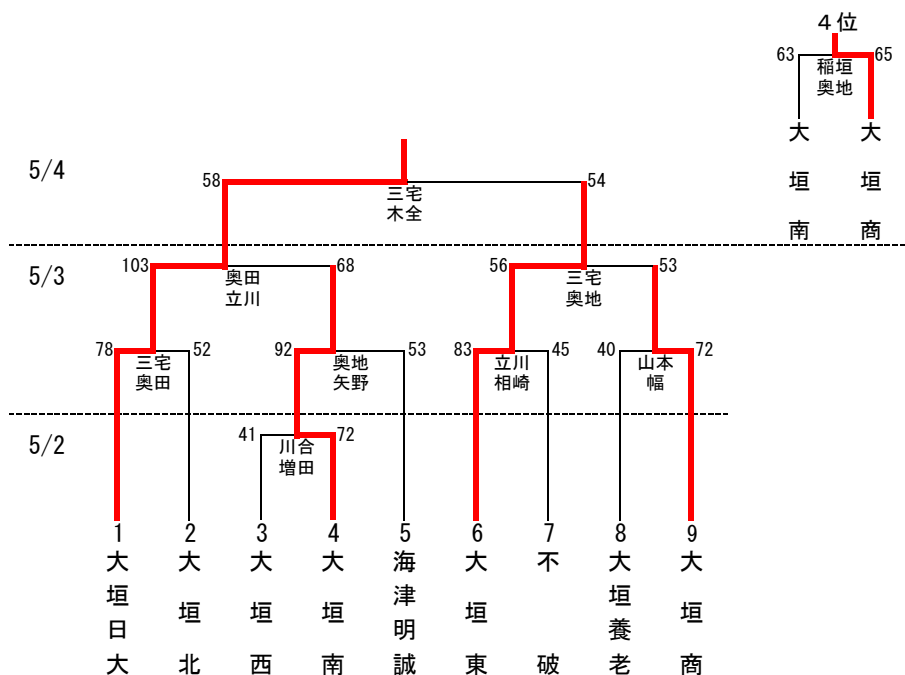 ４位
63
65
稲垣
奥地
大垣南
大垣商
5/4
58
54
三宅
木全
5/3
103
68
奥田
立川
56
53
三宅
奥地
78
52
三宅
奥田
92
53
奥地
矢野
83
45
立川
相崎
40
72
山本
幅
5/2
41
72
川合
増田
1
2
3
4
5
6
7
8
9
大垣日大
大垣北
大垣西
大垣南
海津明誠
大垣東
不破
大垣養老
大垣商